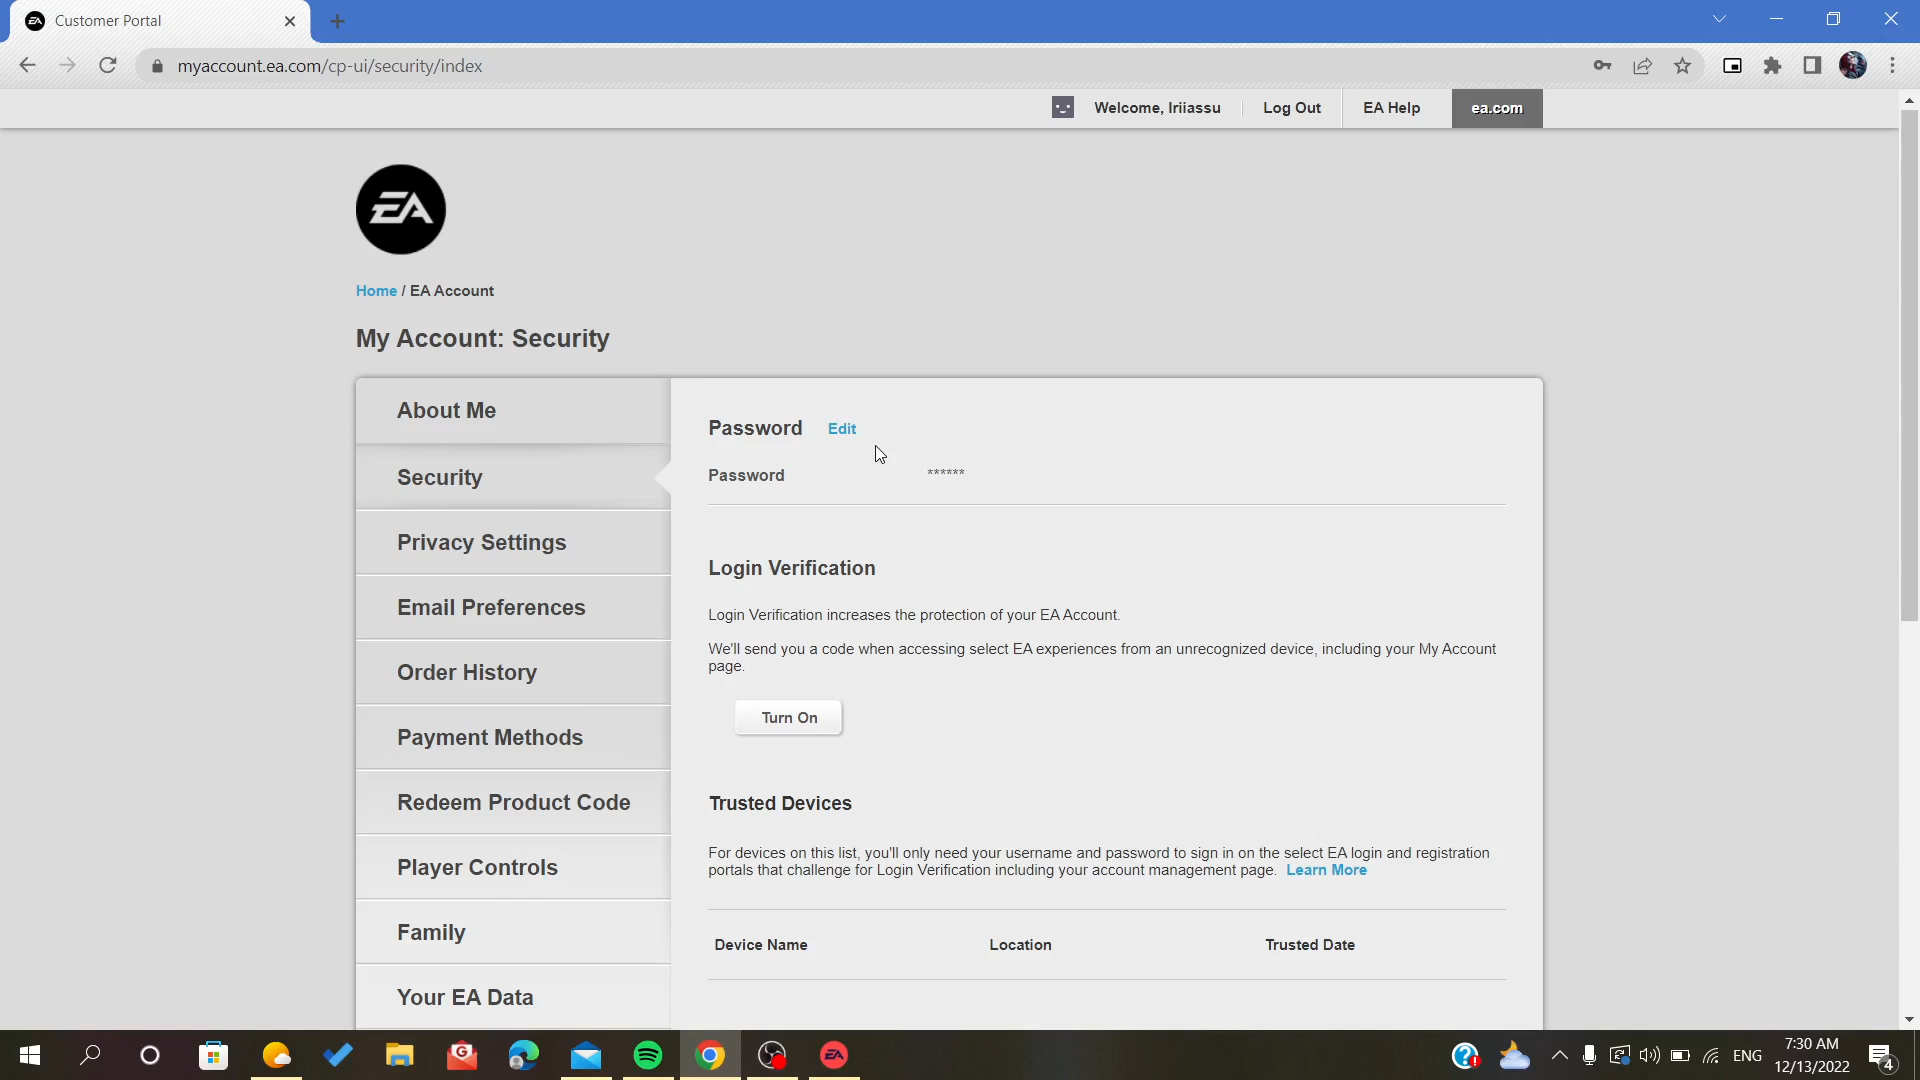 Customer Portal
myaccount.ea.com/cp-ui/security/index
Welcome, Iriiassu
Log Out
EA Help
ea.com
EA
Home / EA Account
My Account: Security
About Me
Security
Privacy Settings
Email Preferences
Order History
Payment Methods
Redeem Product Code
Player Controls
Family
Your EA Data
Password Edit
Password ******
Login Verification
Login Verification increases the protection of your EA Account.
We'll send you a code when accessing select EA experiences from an unrecognized device, including your My Account
page.
Turn On
Trusted Devices
For devices on this list, you'll only need your username and password to sign in on the select EA login and registration
portals that challenge for Login Verification including your account management page. Learn More
Device Name Location Trusted Date
ENG
7:30 AM
12/13/2022
4